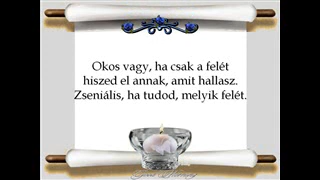 Okos vagy, ha csak a felét
hiszed el annak, amit hallasz.
Zseniális, ha tudod, melyik felét.